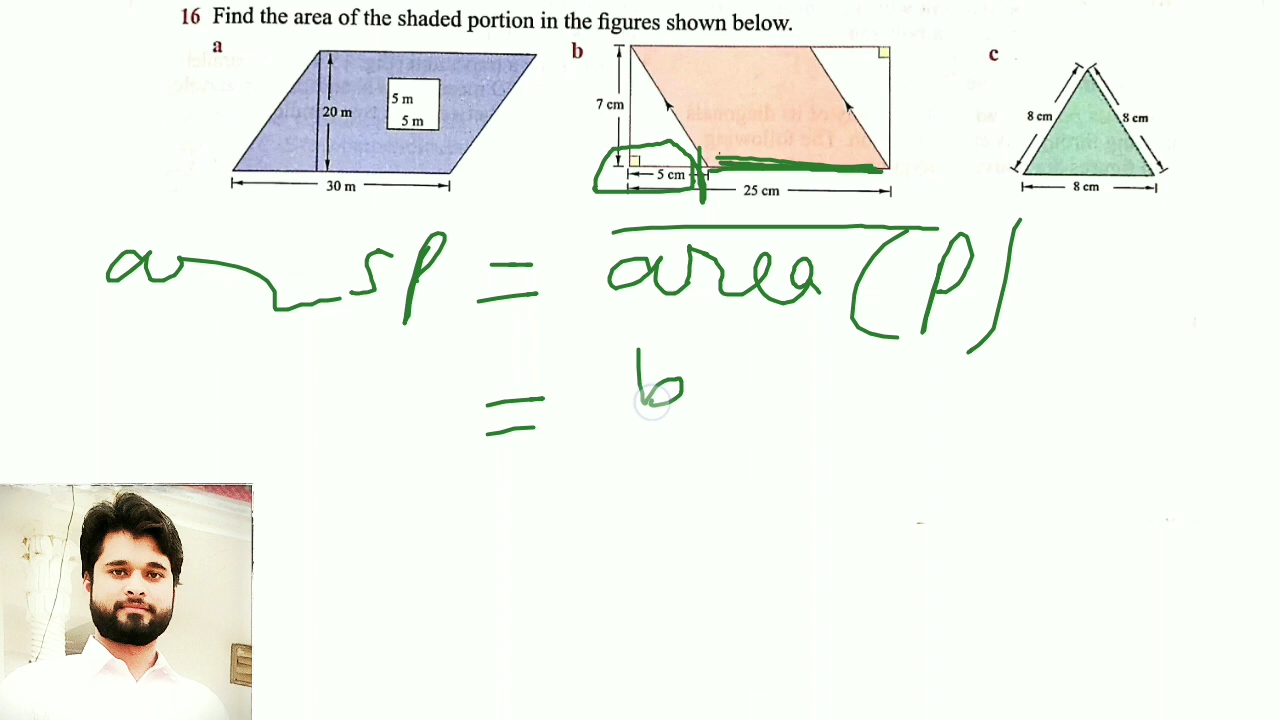 16 Find the area of the shaded portion in the figures shown below.
a
20 m
5 m
5 m
30 m
b
7 cm
5 cm
25 cm
c
8 cm
8 cm
8 cm
sp = area (p)
= b